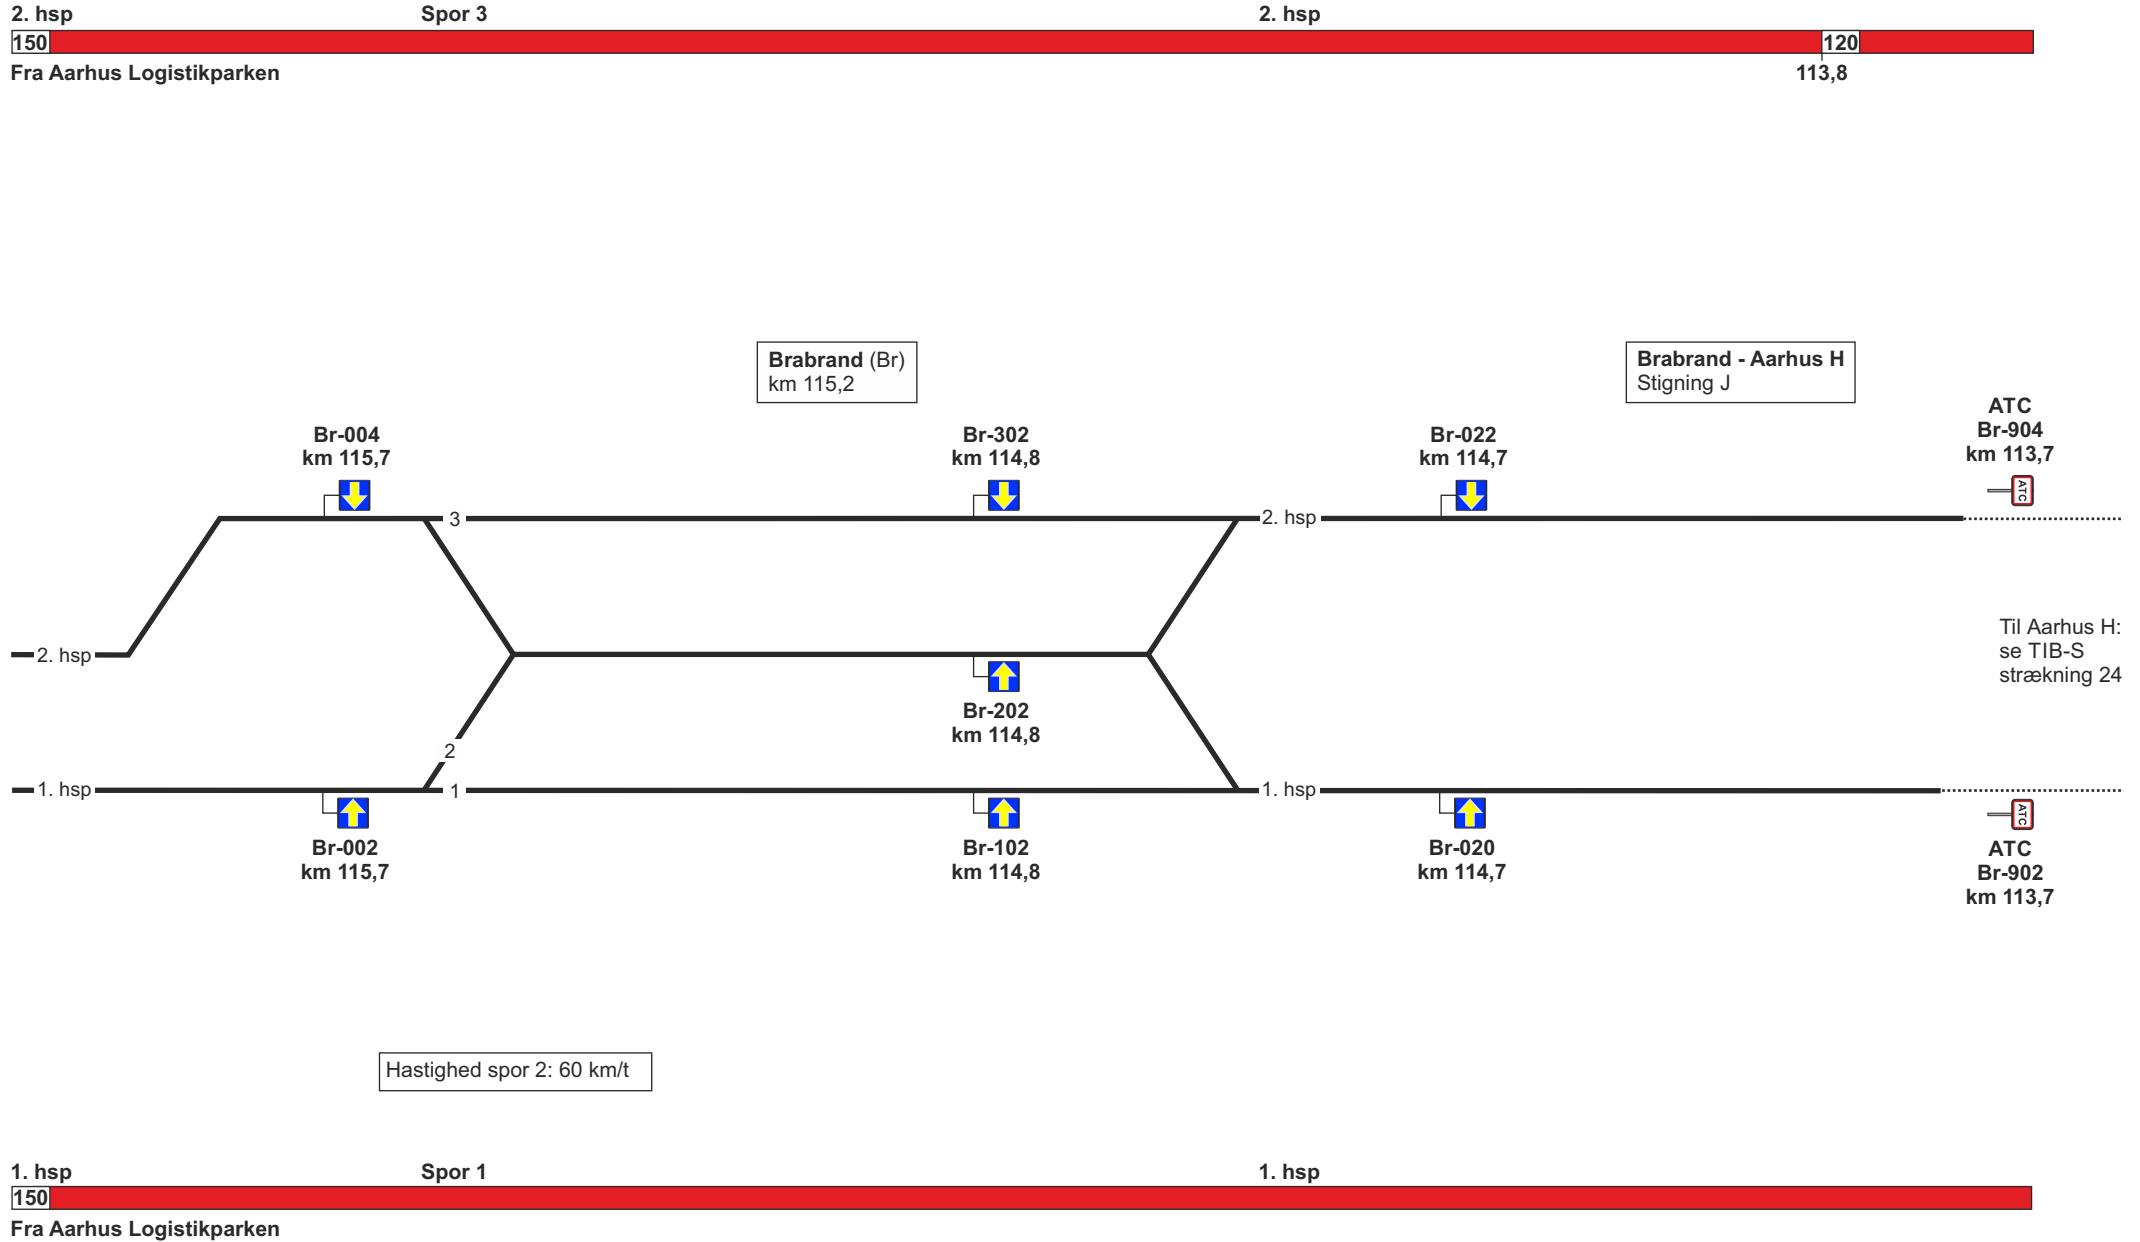 2. hsp Spor 3 2. hsp
150 120
Fra Aarhus Logistikparken 113,8
Brabrand (Br)
km 115,2
Brabrand - Aarhus H
Stigning J
ATC
Br-904
km 113,7
ATC
Br-004
km 115,7
Br-302
km 114,8
Br-022
km 114,7
3 2. hsp
2. hsp
Til Aarhus H:
se TIB-S
strækning 24
Br-202
km 114,8
2
1. hsp 1 1. hsp
ATC
Br-002
km 115,7
Br-102
km 114,8
Br-020
km 114,7
ATC
Br-902
km 113,7
Hastighed spor 2: 60 km/t
1. hsp Spor 1 1. hsp
150
Fra Aarhus Logistikparken